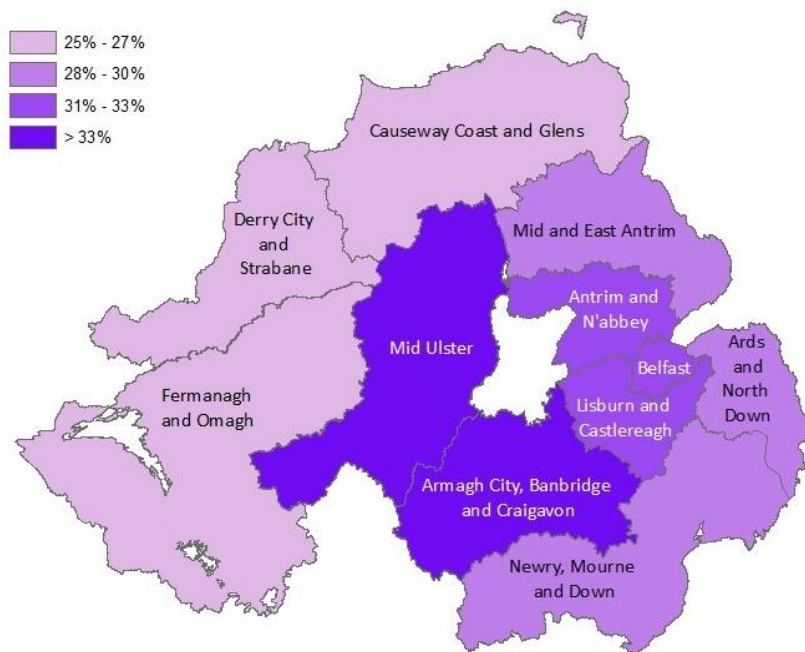 25% - 27%
28% - 30%
31% - 33%
> 33%
Causeway Coast and Glens
Derry City
and
Strabane
Mid and East Antrim
Antrim and
N'abbey
Mid Ulster
Belfast
Ards
and
North
Down
Fermanagh
and Omagh
Lisburn and
Castlereagh
Armagh City, Banbridge
and Craigavon
Newry, Mourne
and Down